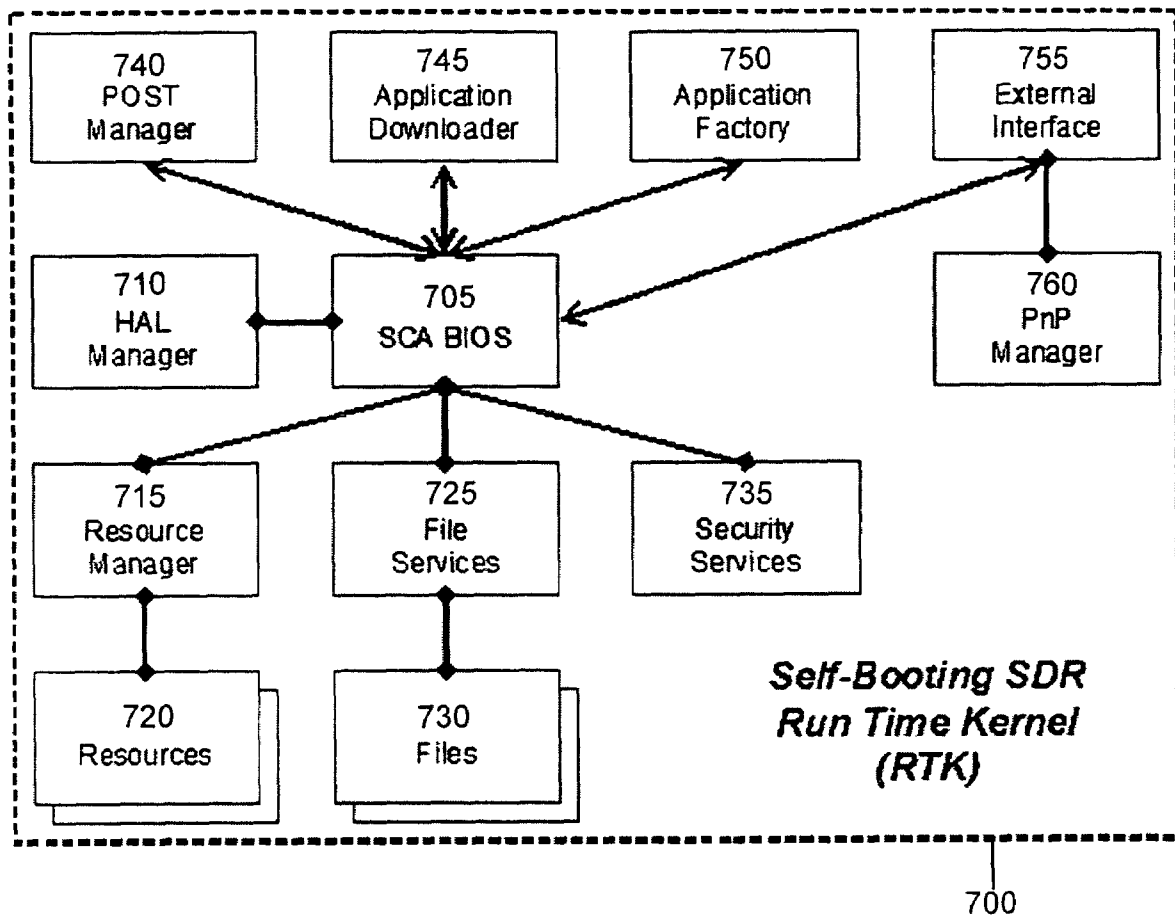 740
POST
Manager
745
Application
Downloader
750
Application
Factory
755
External
Interface
710
HAL
Manager
705
SCA BIOS
760
PnP
Manager
715
Resource
Manager
725
File
Services
735
Security
Services
720
Resources
730
Files
Self-Booting SDR
Run Time Kernel
(RTK)
700